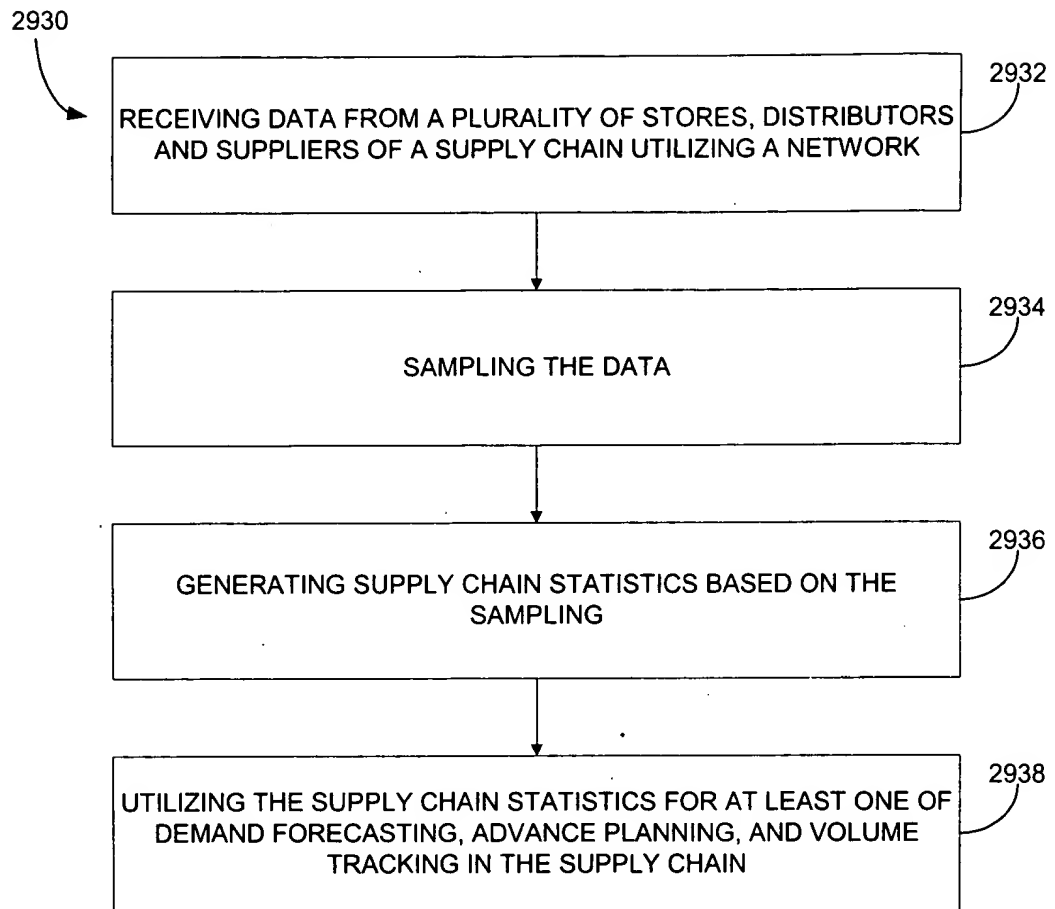 2930
2932
RECEIVING DATA FROM A PLURALITY OF STORES, DISTRIBUTORS
AND SUPPLIERS OF A SUPPLY CHAIN UTILIZING A NETWORK
2934
SAMPLING THE DATA
2936
GENERATING SUPPLY CHAIN STATISTICS BASED ON THE
SAMPLING
2938
UTILIZING THE SUPPLY CHAIN STATISTICS FOR AT LEAST ONE OF
DEMAND FORECASTING, ADVANCE PLANNING, AND VOLUME
TRACKING IN THE SUPPLY CHAIN